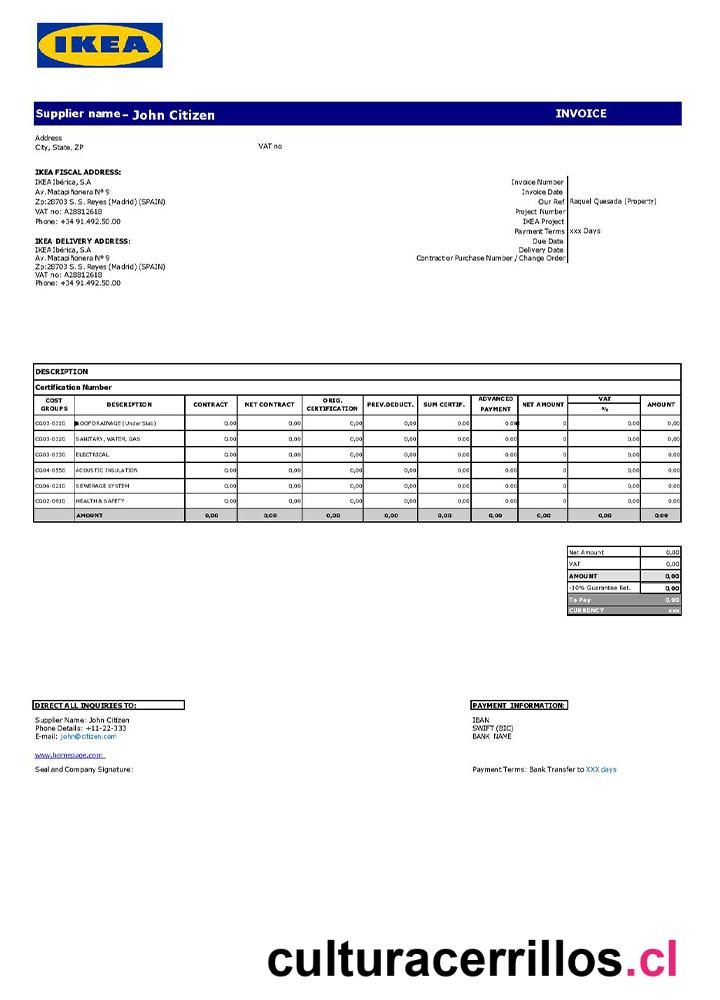 IKEA
Supplier name - John Citizen INVOICE
Address
City, State, ZP VAT no
IKEA FISCAL ADDRESS:
IKEA Ibérica, S.A
Av. Matapiñonera Nº 9
Zp:28703 S. S. Reyes (Madrid) (SPAIN)
VAT no: A28812618
Phone: +34 91.492.50.00
Invoice Number
Invoice Date
Our Ref Raquel Quesada (Property)
Project Number
IKEA Project
Payment Terms xxx Days
Due Date
Delivery Date
Contract or Purchase Number / Change Order
IKEA DELIVERY ADDRESS:
IKEA Ibérica, S.A
Av. Matapiñonera Nº 9
Zp:28703 S. S. Reyes (Madrid) (SPAIN)
VAT no: A28812618
Phone: +34 91.492.50.00
DESCRIPTION
Certification Number
COST GROUPS DESCRIPTION CONTRACT NET CONTRACT ORIG. CERTIFICATION PREV.DEDUCT. SUM CERTIF. ADVANCED PAYMENT NET AMOUNT VAT % AMOUNT
CG03-0310 ROOF DRAINAGE (Under Slab) 0,00 0,00 0,00 0,00 0,00 0,00 0 0,00 0,00
CG03-0320 SANITARY, WATER, GAS 0,00 0,00 0,00 0,00 0,00 0,00 0 0,00 0,00
CG03-0330 ELECTRICAL 0,00 0,00 0,00 0,00 0,00 0,00 0 0,00 0,00
CG04-0550 ACOUSTIC INSULATION 0,00 0,00 0,00 0,00 0,00 0,00 0 0,00 0,00
CG06-0210 SEWERAGE SYSTEM 0,00 0,00 0,00 0,00 0,00 0,00 0 0,00 0,00
CG02-0910 HEALTH & SAFETY 0,00 0,00 0,00 0,00 0,00 0,00 0 0,00 0,00
AMOUNT 0,00 0,00 0,00 0,00 0,00 0,00 0,00 0,00 0,00
Net Amount 0,00
VAT 0,00
AMOUNT 0,00
-10% Guarantee Ret. 0,00
To Pay 0,00
CURRENCY xxx
DIRECT ALL INQUIRIES TO:
Supplier Name: John Citizen
Phone Details: +11-22-333
E-mail: john@citizen.com
www.homepage.com
Seal and Company Signature:
PAYMENT INFORMATION:
IBAN
SWIFT (BIC)
BANK NAME
Payment Terms: Bank Transfer to XXX days
culturacerrillos.cl